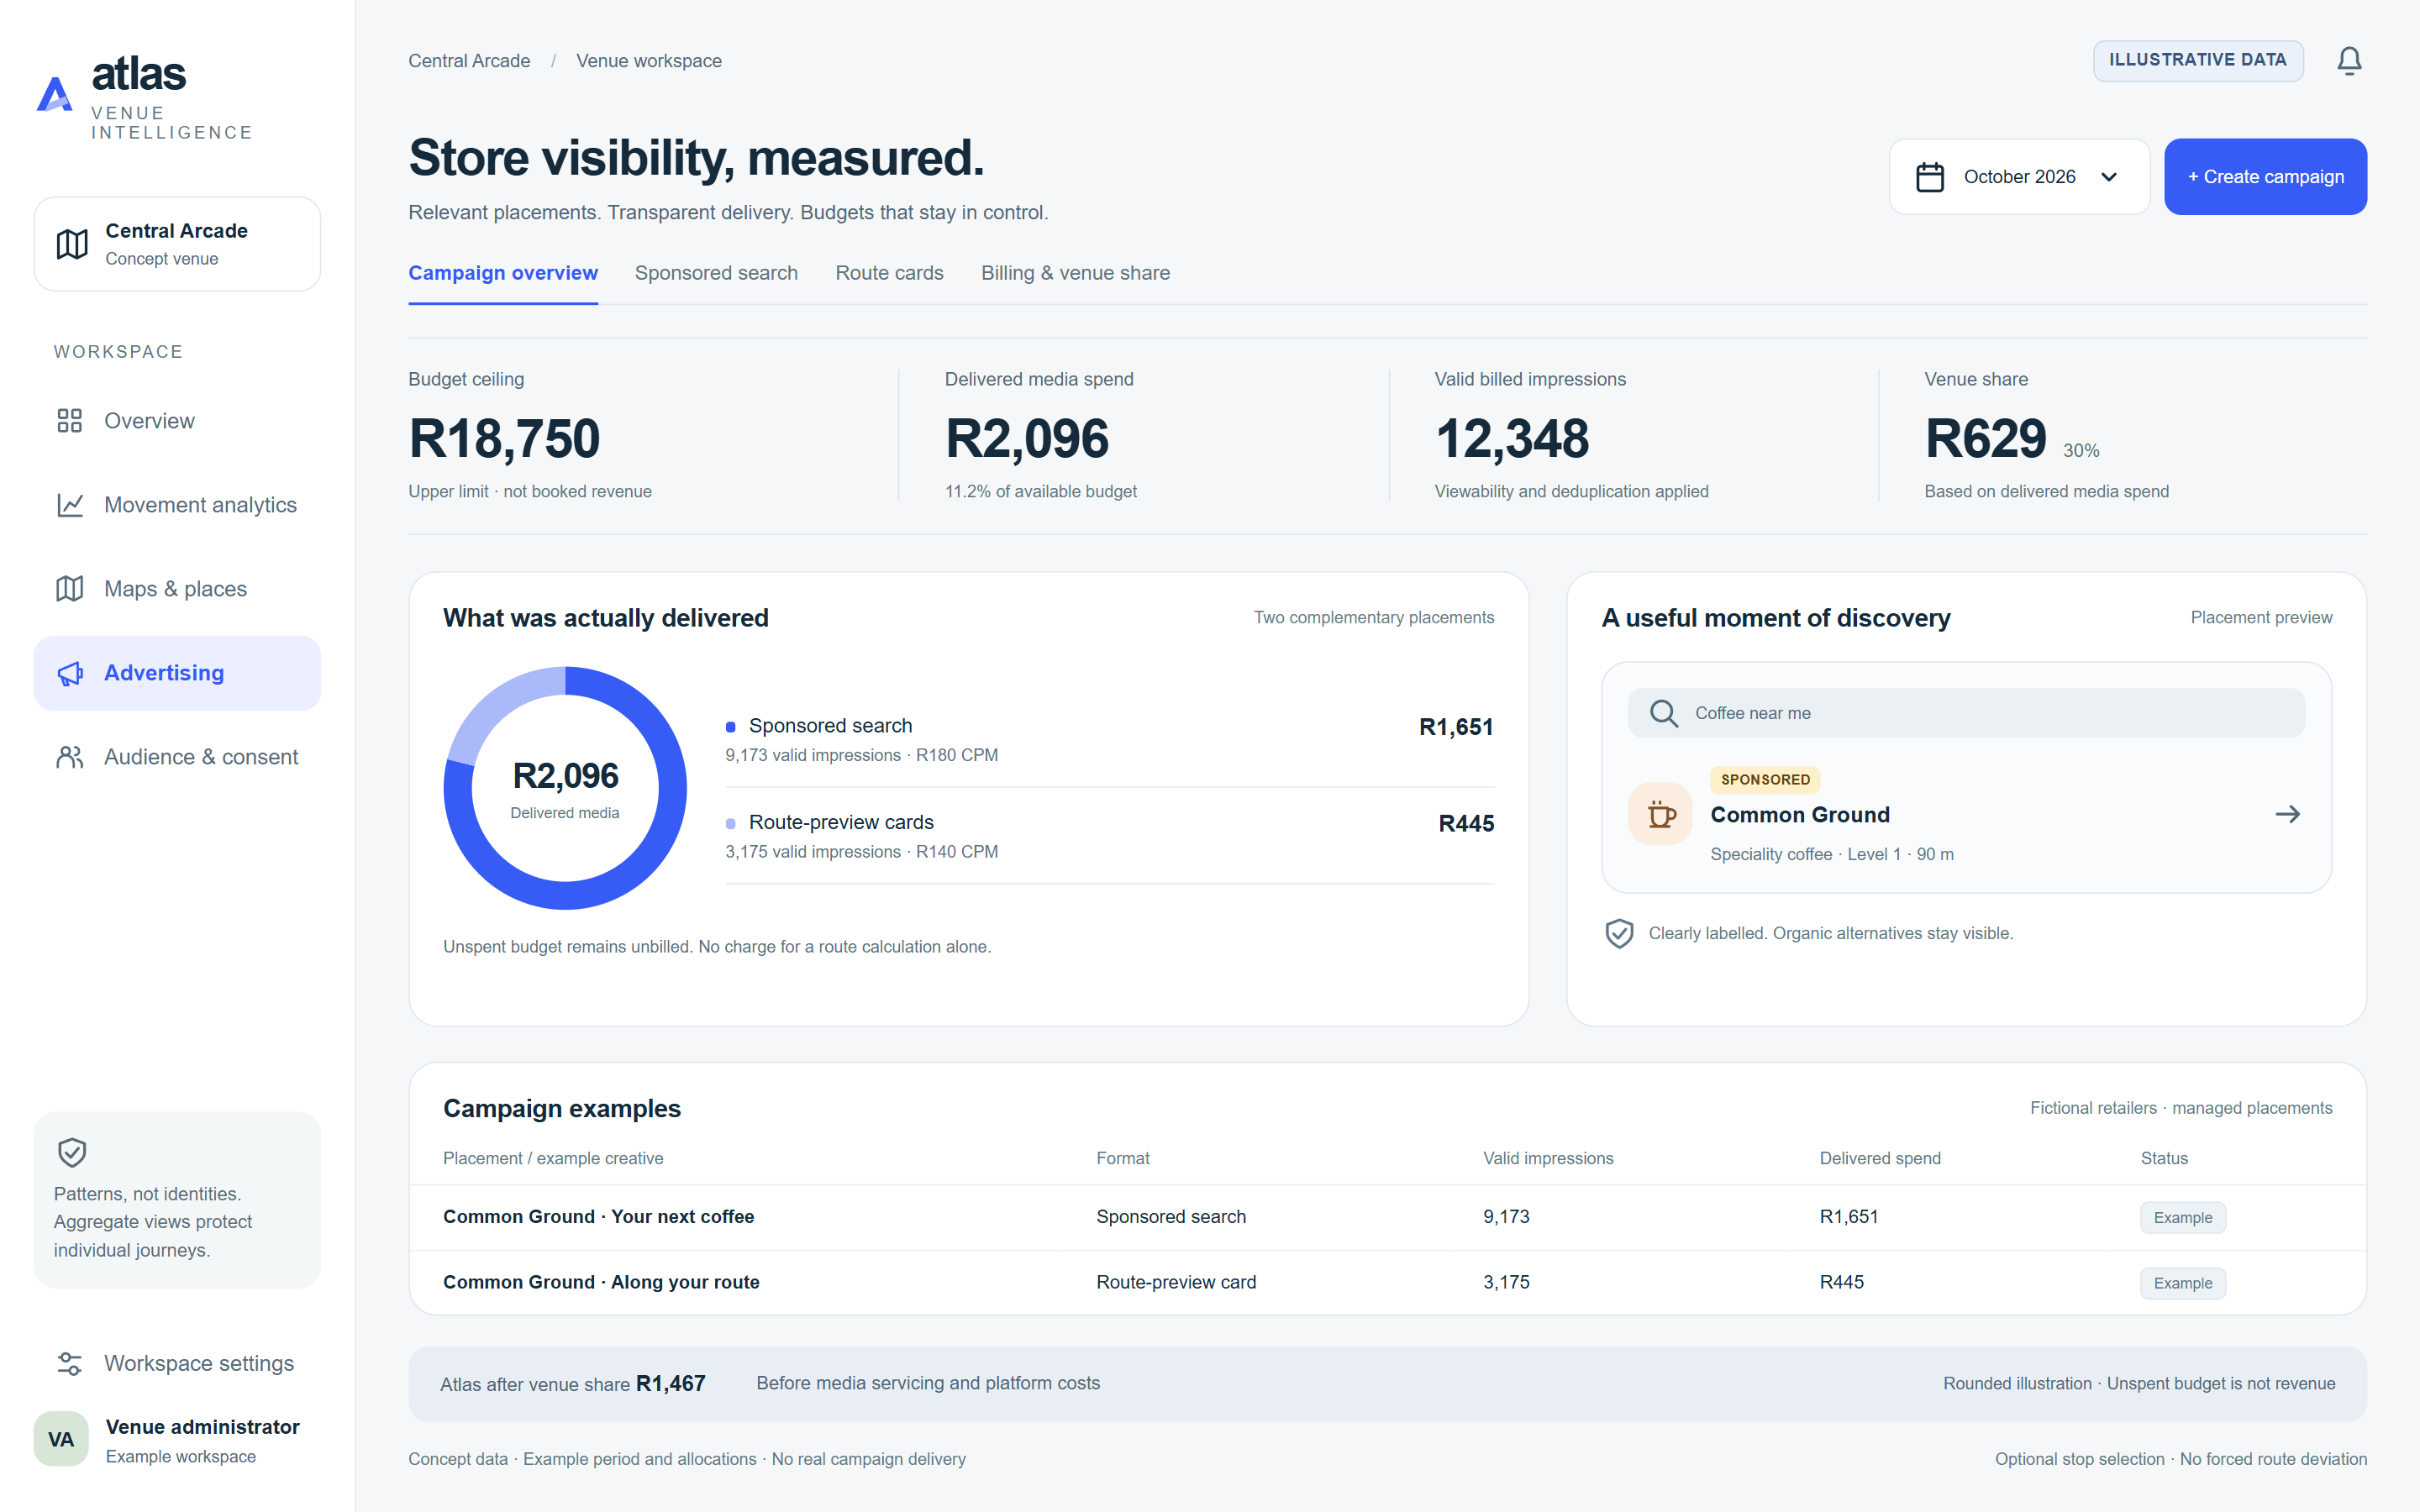 atlas
VENUE
INTELLIGENCE
Central Arcade
Concept venue
WORKSPACE
Overview
Movement analytics
Maps & places
Advertising
Audience & consent
Patterns, not identities.
Aggregate views protect
individual journeys.
Workspace settings
VA
Venue administrator
Example workspace
Central Arcade / Venue workspace
ILLUSTRATIVE DATA
Store visibility, measured.
Relevant placements. Transparent delivery. Budgets that stay in control.
October 2026
+ Create campaign
Campaign overview Sponsored search Route cards Billing & venue share
Budget ceiling
R18,750
Upper limit · not booked revenue
Delivered media spend
R2,096
11.2% of available budget
Valid billed impressions
12,348
Viewability and deduplication applied
Venue share
R629 30%
Based on delivered media spend
What was actually delivered
Two complementary placements
R2,096
Delivered media
Sponsored search R1,651
9,173 valid impressions · R180 CPM
Route-preview cards R445
3,175 valid impressions · R140 CPM
Unspent budget remains unbilled. No charge for a route calculation alone.
A useful moment of discovery
Placement preview
Coffee near me
SPONSORED
Common Ground
Speciality coffee · Level 1 · 90 m
Clearly labelled. Organic alternatives stay visible.
Campaign examples
Fictional retailers · managed placements
Placement / example creative Format Valid impressions Delivered spend Status
Common Ground · Your next coffee Sponsored search 9,173 R1,651 Example
Common Ground · Along your route Route-preview card 3,175 R445 Example
Atlas after venue share R1,467 Before media servicing and platform costs Rounded illustration · Unspent budget is not revenue
Concept data · Example period and allocations · No real campaign delivery Optional stop selection · No forced route deviation